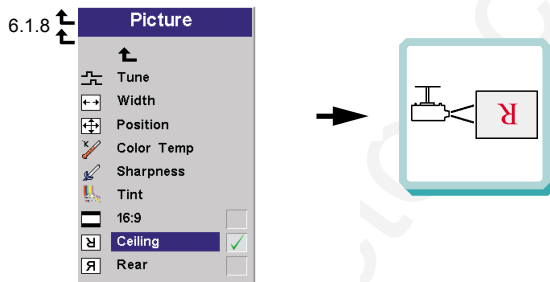 6.1.8
Picture
Tune
Width
Position
K Color Temp
Sharpness
Tint
16:9
R Ceiling
R Rear
R